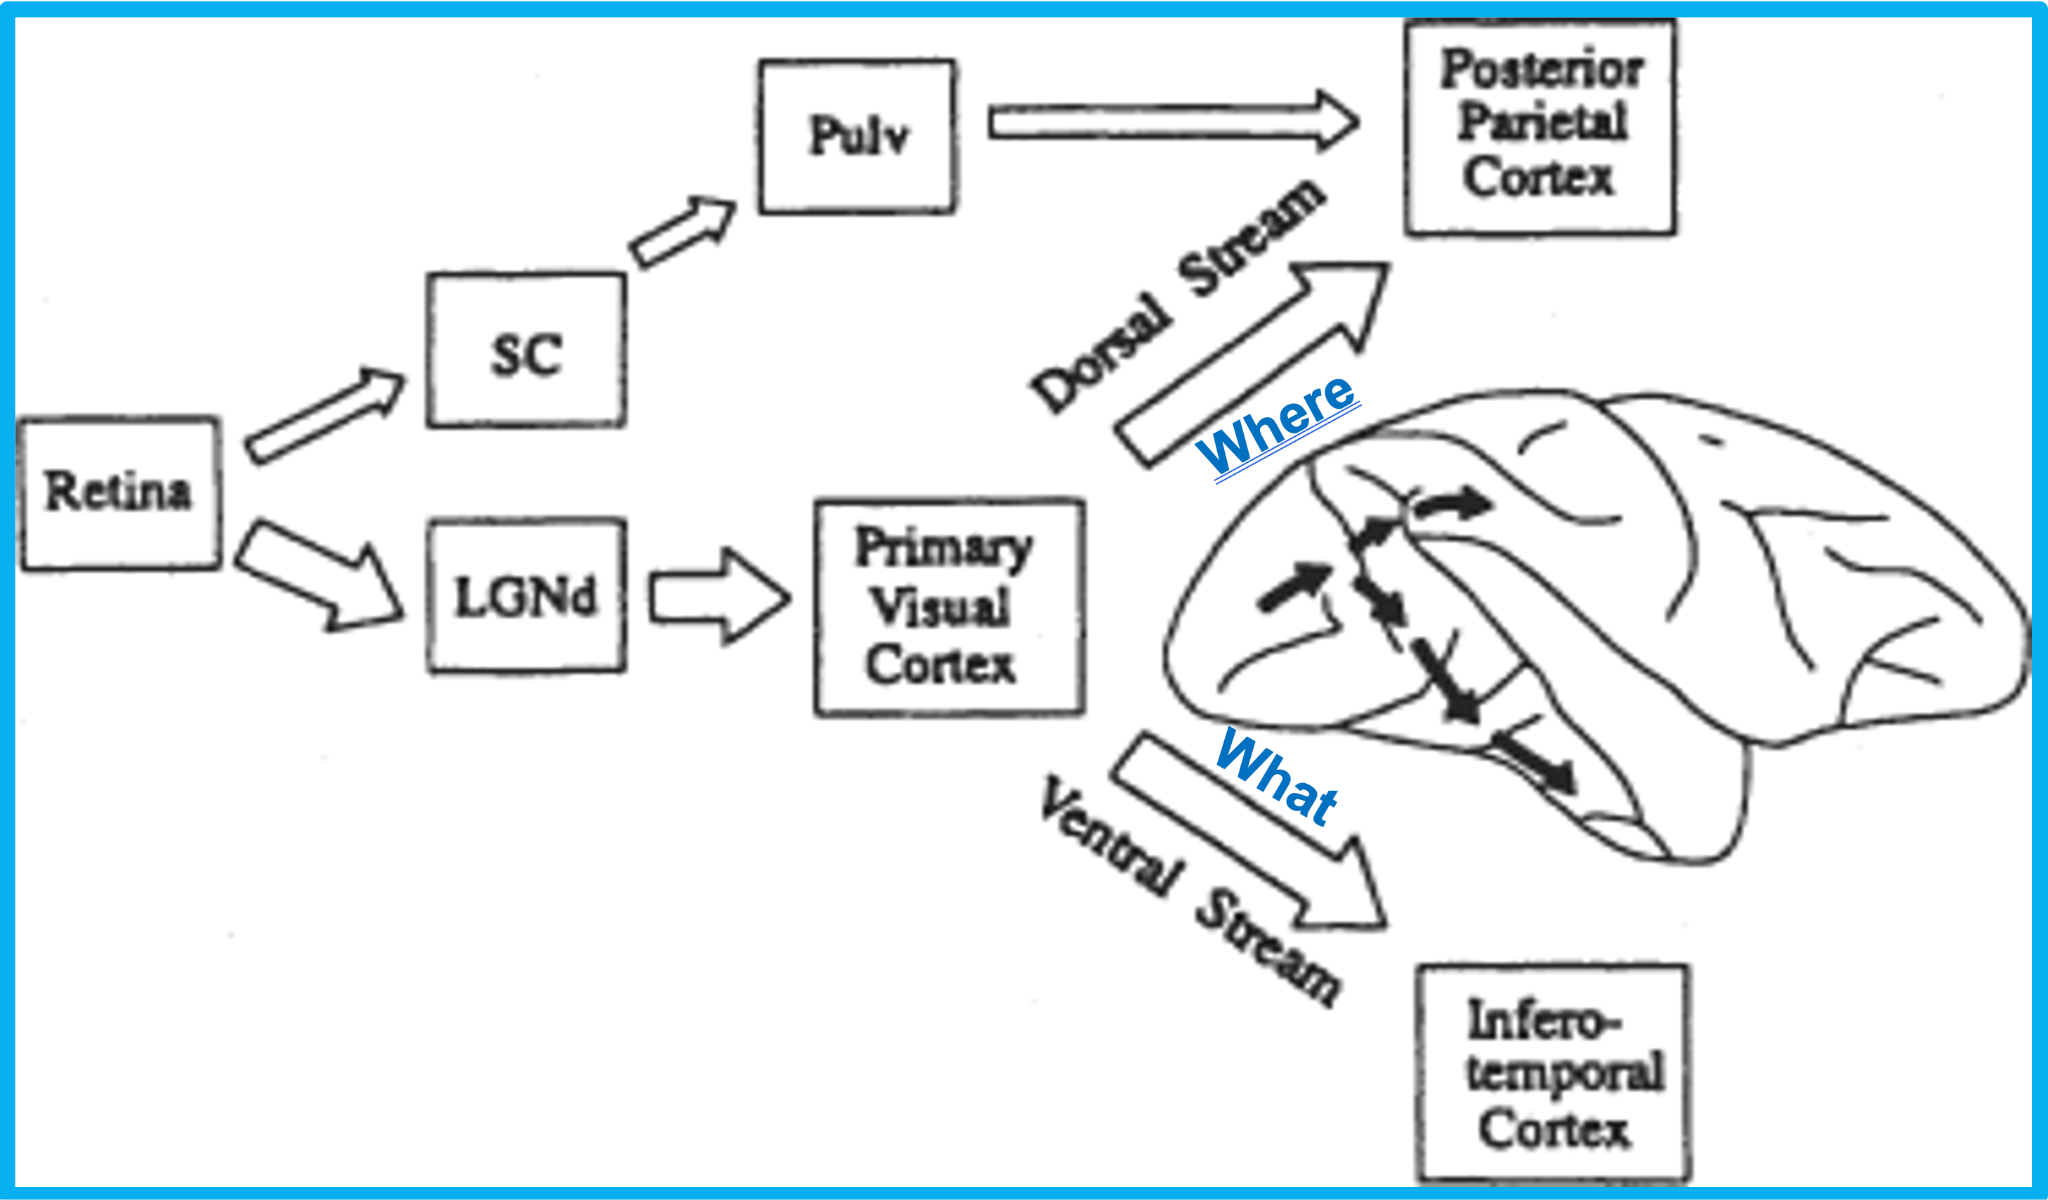 Pulv
Posterior
Parietal
Cortex
SC
Dorsal Stream
Where
Retina
LGNd
Primary
Visual
Cortex
What
Ventral Stream
Infero-
temporal
Cortex